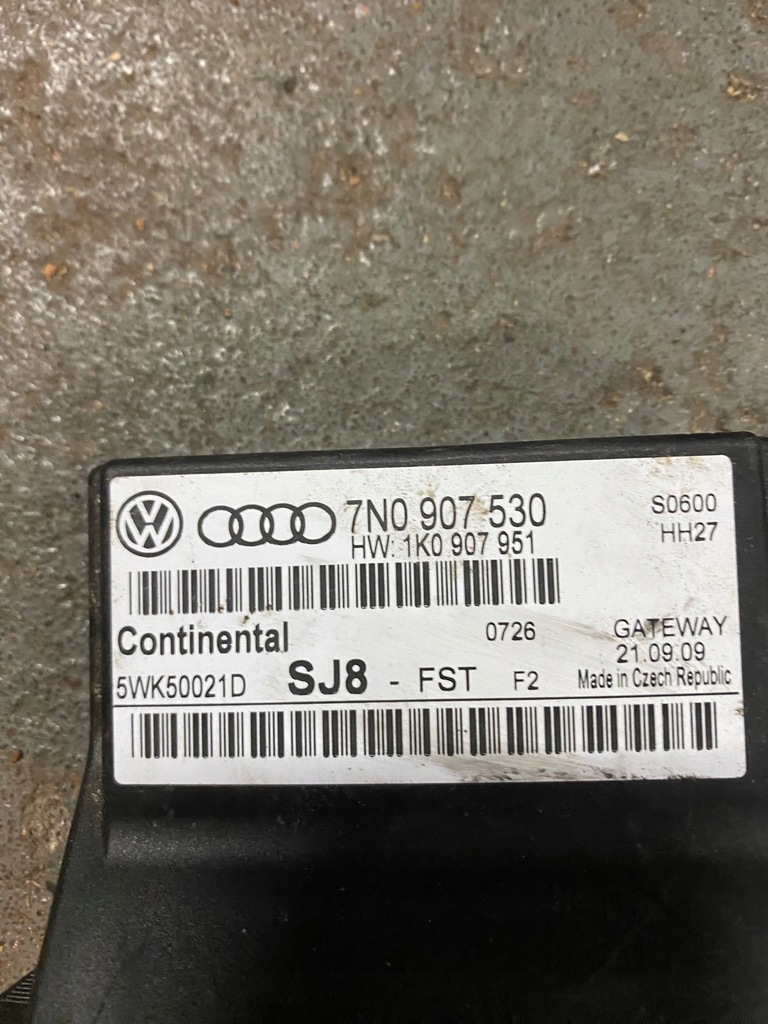 7N0 907 530
S0600
HW: 1K0 907 951
HH27
Continental
0726
GATEWAY
21.09.09
5WK50021D
SJ8 - FST
F2
Made in Czech Republic